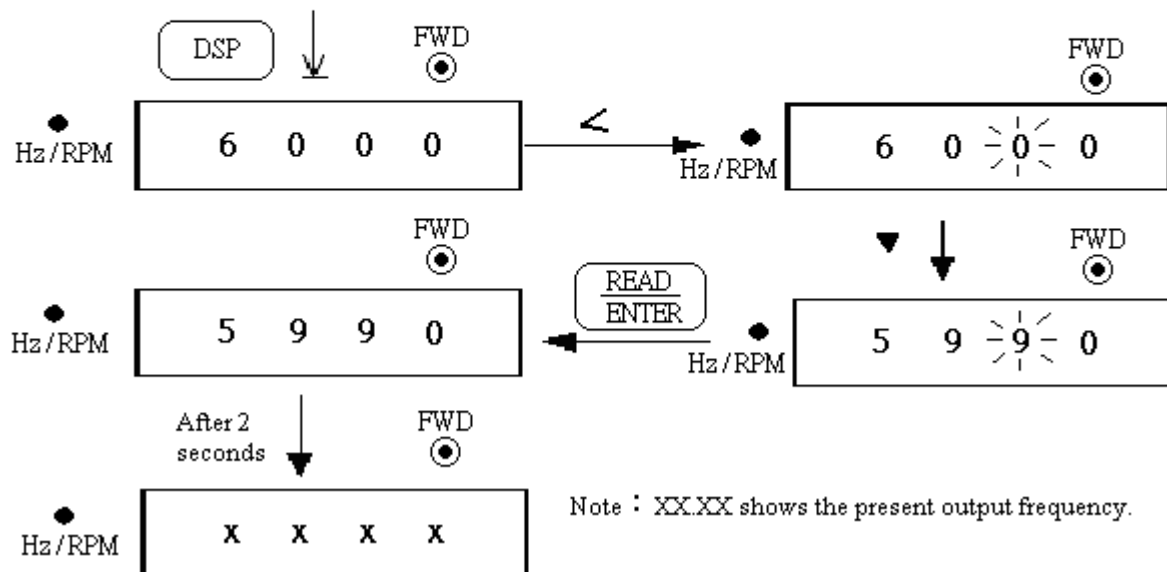 DSP
FWD
Hz/RPM
6 0 0 0
<
FWD
Hz/RPM
6 0 0 0
FWD
Hz/RPM
5 9 9 0
READ
ENTER
FWD
Hz/RPM
5 9 9 0
After 2
seconds
FWD
Hz/RPM
x x x x
Note : XX.XX shows the present output frequency.